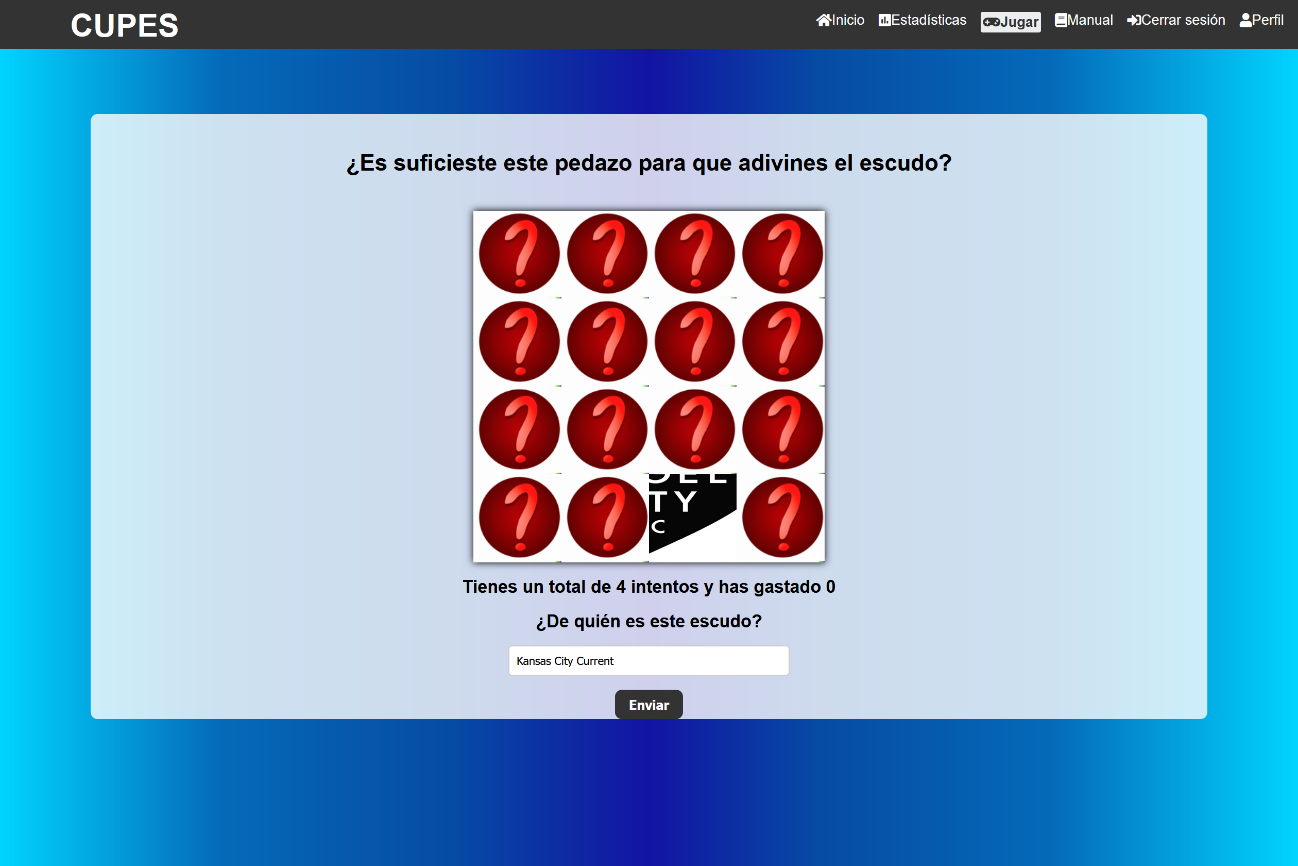 CUPES
Inicio Estadísticas Jugar Manual Cerrar sesión Perfil
¿Es suficieste este pedazo para que adivines el escudo?
? ? ? ?
? ? ? ?
? ? ? ?
? ? ?
DEL
TY
C
Tienes un total de 4 intentos y has gastado 0
¿De quién es este escudo?
Kansas City Current
Enviar